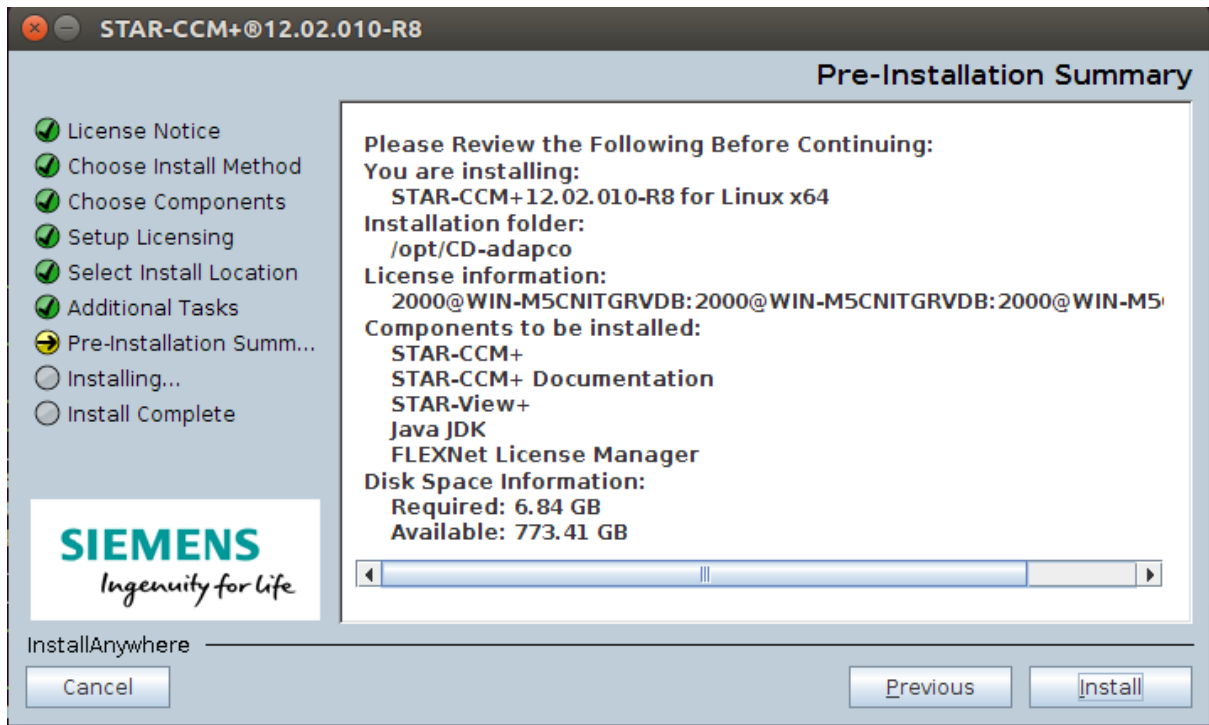 STAR-CCM+®12.02.010-R8
Pre-Installation Summary
License Notice
Choose Install Method
Choose Components
Setup Licensing
Select Install Location
Additional Tasks
Pre-Installation Summ...
Installing...
Install Complete
Please Review the Following Before Continuing:
You are installing:
STAR-CCM+12.02.010-R8 for Linux x64
Installation folder:
/opt/CD-adapco
License information:
2000@WIN-M5CNITGRVDB:2000@WIN-M5CNITGRVDB:2000@WIN-M5
Components to be installed:
STAR-CCM+
STAR-CCM+ Documentation
STAR-View+
Java JDK
FLEXNet License Manager
Disk Space Information:
Required: 6.84 GB
Available: 773.41 GB
SIEMENS
Ingenuity for life
InstallAnywhere
Cancel
Previous
Install